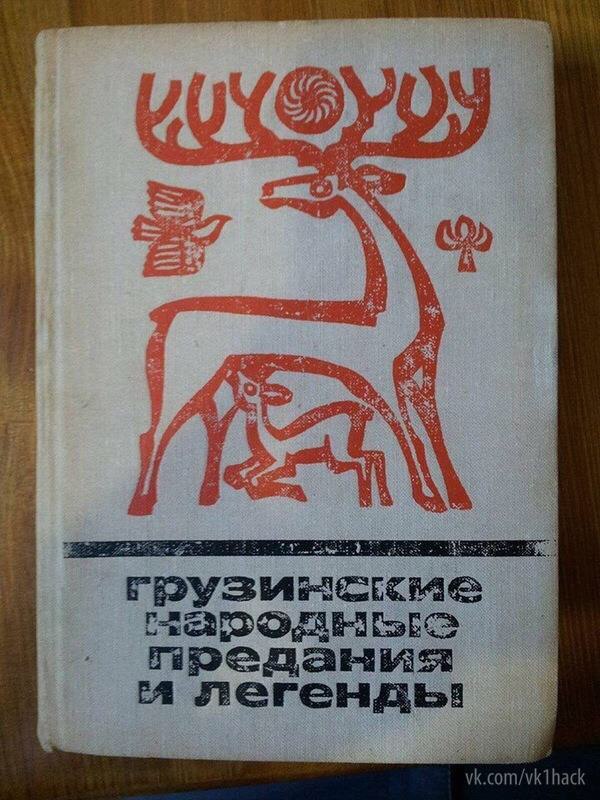 грузинские
народные
предания
и легенды
vk.com/vk1hack